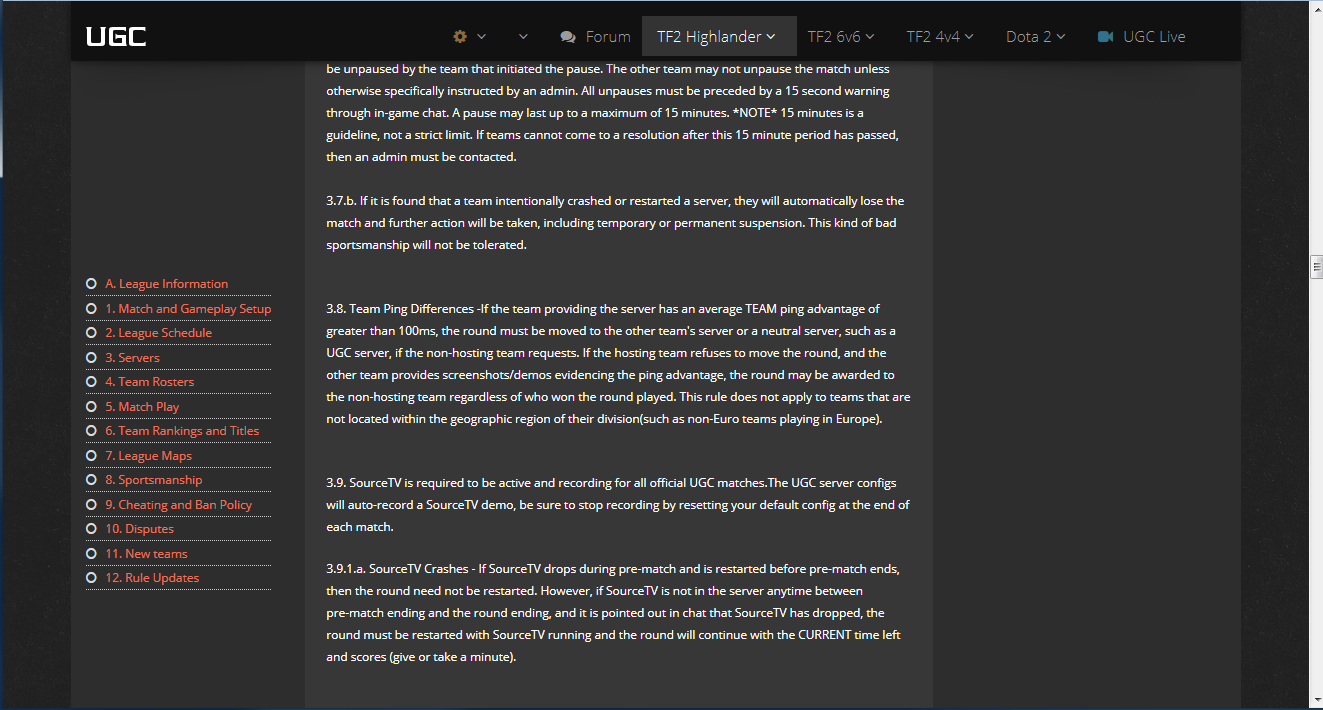 UGC
Forum
TF2 Highlander
TF2 6v6
TF2 4v4
Dota 2
UGC Live
A. League Information
1. Match and Gameplay Setup
2. League Schedule
3. Servers
4. Team Rosters
5. Match Play
6. Team Rankings and Titles
7. League Maps
8. Sportsmanship
9. Cheating and Ban Policy
10. Disputes
11. New teams
12. Rule Updates
be unpaused by the team that initiated the pause. The other team may not unpause the match unless
otherwise specifically instructed by an admin. All unpauses must be preceded by a 15 second warning
through in-game chat. A pause may last up to a maximum of 15 minutes. *NOTE* 15 minutes is a
guideline, not a strict limit. If teams cannot come to a resolution after this 15 minute period has passed,
then an admin must be contacted.
3.7.b. If it is found that a team intentionally crashed or restarted a server, they will automatically lose the
match and further action will be taken, including temporary or permanent suspension. This kind of bad
sportsmanship will not be tolerated.
3.8. Team Ping Differences -If the team providing the server has an average TEAM ping advantage of
greater than 100ms, the round must be moved to the other team's server or a neutral server, such as a
UGC server, if the non-hosting team requests. If the hosting team refuses to move the round, and the
other team provides screenshots/demos evidencing the ping advantage, the round may be awarded to
the non-hosting team regardless of who won the round played. This rule does not apply to teams that are
not located within the geographic region of their division(such as non-Euro teams playing in Europe).
3.9. SourceTV is required to be active and recording for all official UGC matches.The UGC server configs
will auto-record a SourceTV demo, be sure to stop recording by resetting your default config at the end of
each match.
3.9.1.a. SourceTV Crashes - If SourceTV drops during pre-match and is restarted before pre-match ends,
then the round need not be restarted. However, if SourceTV is not in the server anytime between
pre-match ending and the round ending, and it is pointed out in chat that SourceTV has dropped, the
round must be restarted with SourceTV running and the round will continue with the CURRENT time left
and scores (give or take a minute).